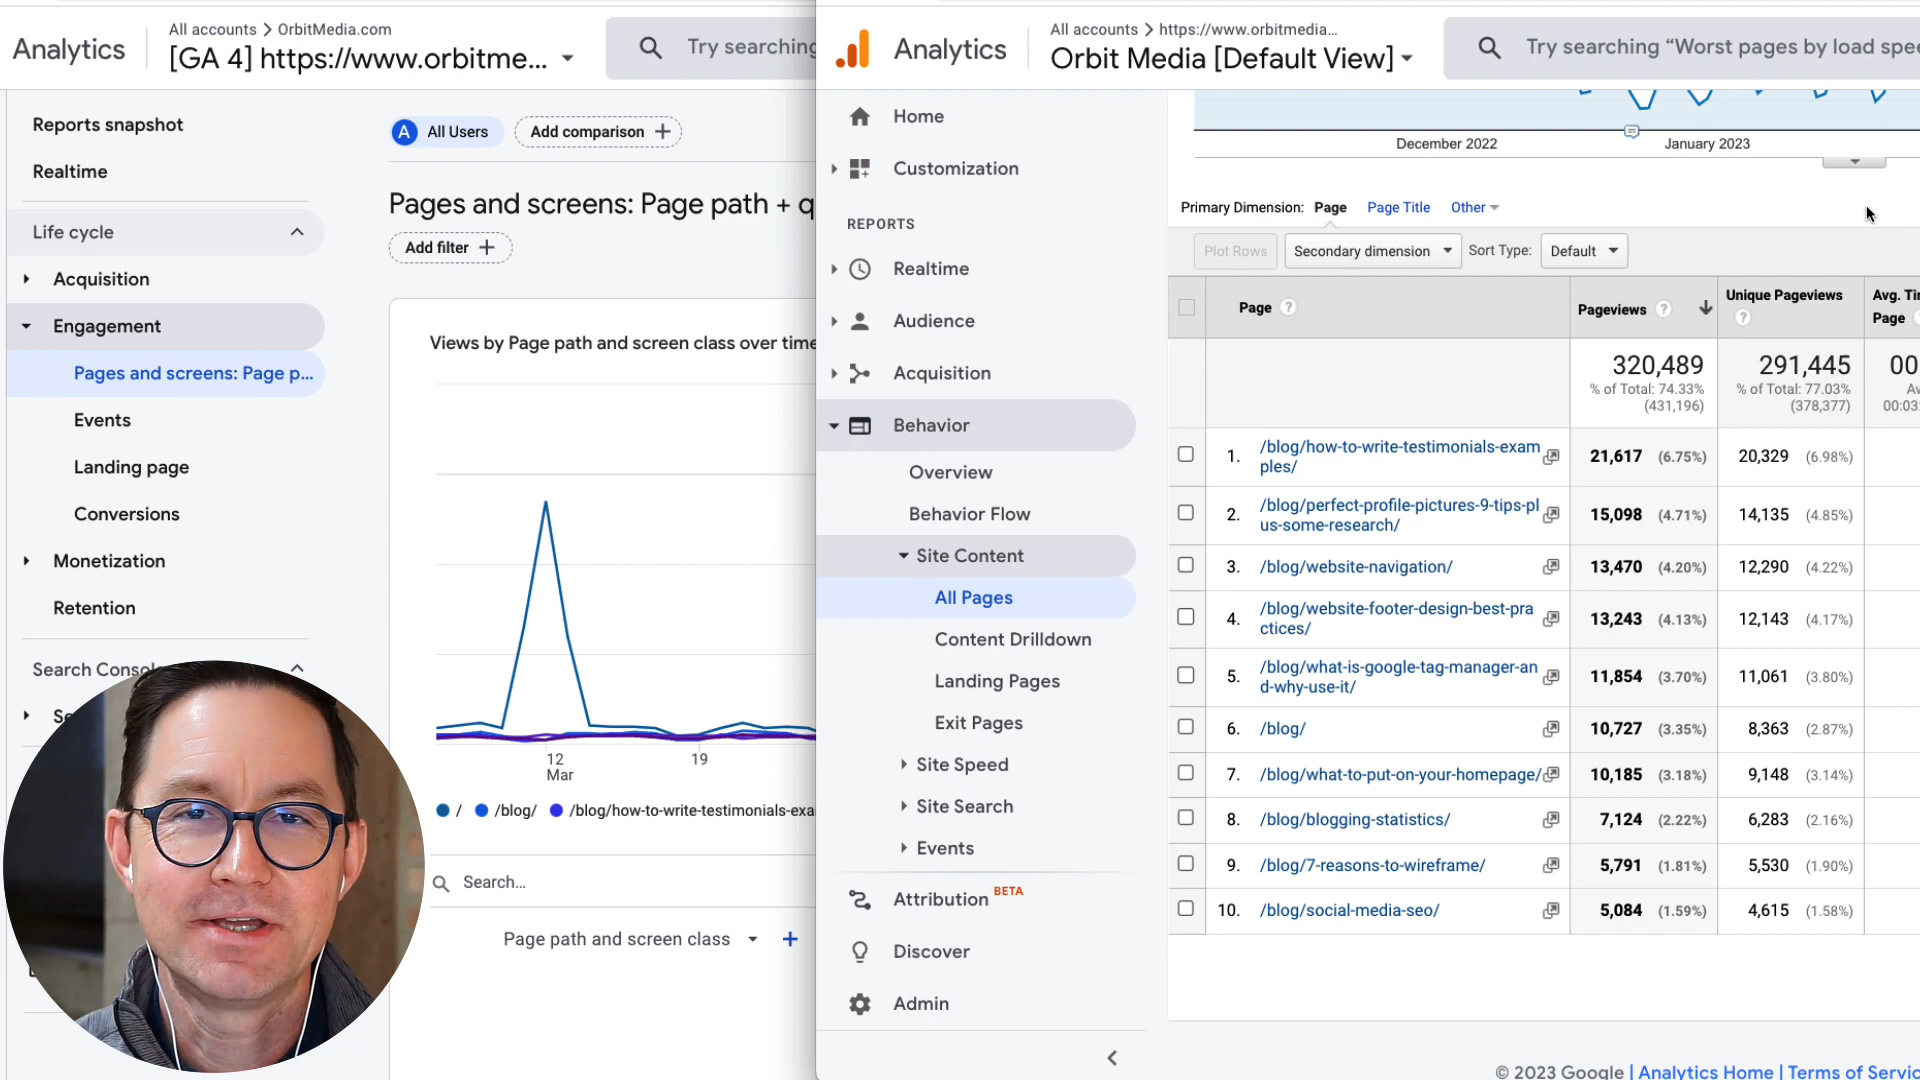 Analytics
All accounts > OrbitMedia.com
[GA 4] https://www.orbitme...
Try searching
Reports snapshot
Realtime
Life cycle
Acquisition
Engagement
Pages and screens: Page p...
Events
Landing page
Conversions
Monetization
Retention
Search Conso
A All Users
Add comparison +
Pages and screens: Page path + q
Add filter +
Views by Page path and screen class over time
12
Mar
19
/
/blog/
/blog/how-to-write-testimonials-exa
Search...
Page path and screen class
+
Analytics
All accounts > https://www.orbitmedia...
Orbit Media [Default View]
Try searching “Worst pages by load spee
Home
Customization
REPORTS
Realtime
Audience
Acquisition
Behavior
Overview
Behavior Flow
Site Content
All Pages
Content Drilldown
Landing Pages
Exit Pages
Site Speed
Site Search
Events
Attribution BETA
Discover
Admin
December 2022
January 2023
Primary Dimension: Page Page Title Other
Plot Rows Secondary dimension Sort Type: Default
Page ? Pageviews ? Unique Pageviews ? Avg. Ti
Page
320,489 291,445 00
% of Total: 74.33% % of Total: 77.03% Av
(431,196) (378,377) 00:03:
1. /blog/how-to-write-testimonials-exam
ples/ 21,617 (6.75%) 20,329 (6.98%)
2. /blog/perfect-profile-pictures-9-tips-pl
us-some-research/ 15,098 (4.71%) 14,135 (4.85%)
3. /blog/website-navigation/ 13,470 (4.20%) 12,290 (4.22%)
4. /blog/website-footer-design-best-pra
ctices/ 13,243 (4.13%) 12,143 (4.17%)
5. /blog/what-is-google-tag-manager-an
d-why-use-it/ 11,854 (3.70%) 11,061 (3.80%)
6. /blog/ 10,727 (3.35%) 8,363 (2.87%)
7. /blog/what-to-put-on-your-homepage/ 10,185 (3.18%) 9,148 (3.14%)
8. /blog/blogging-statistics/ 7,124 (2.22%) 6,283 (2.16%)
9. /blog/7-reasons-to-wireframe/ 5,791 (1.81%) 5,530 (1.90%)
10. /blog/social-media-seo/ 5,084 (1.59%) 4,615 (1.58%)
© 2023 Google | Analytics Home | Terms of Servic